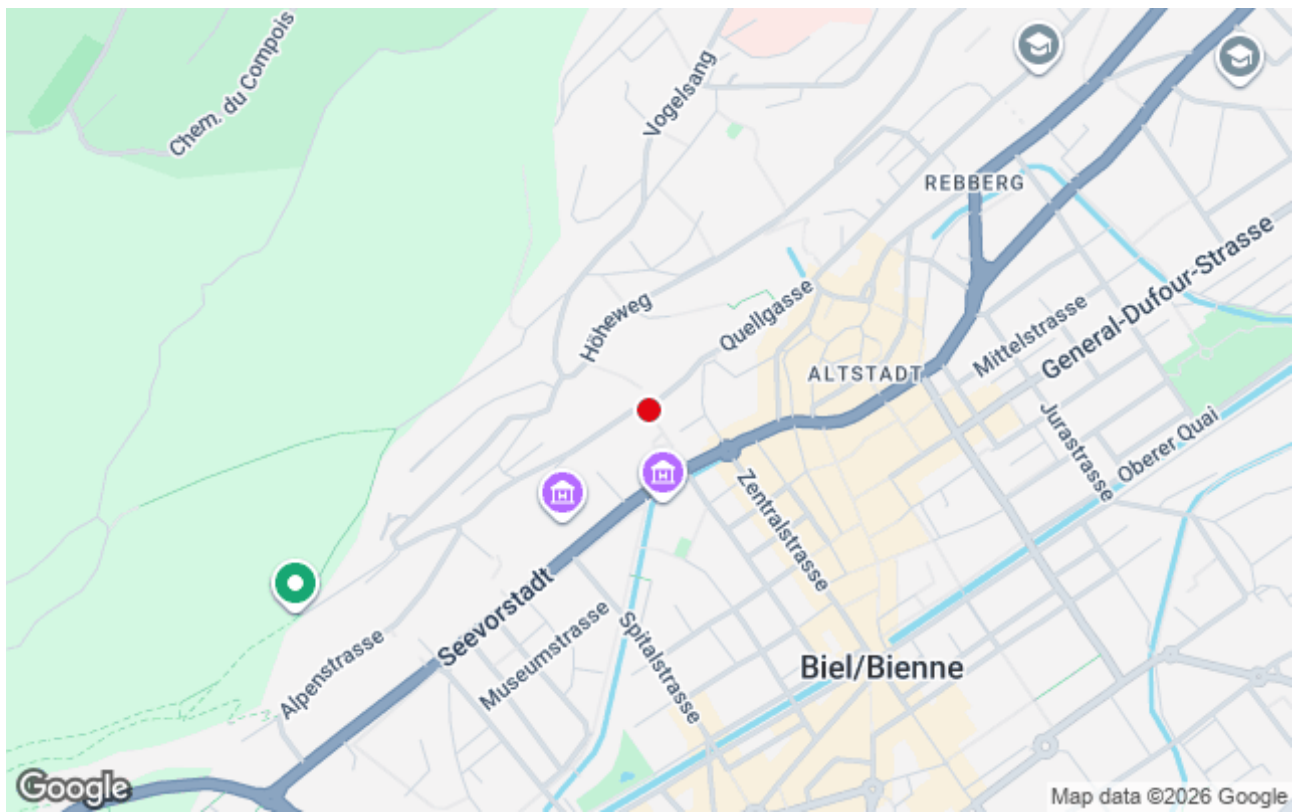 Chem. du Compois
Vogelsang
REBBERG
General-Dufour-Strasse
Höheweg
Quellgasse
Mittelstrasse
ALTSTADT
Jurastrasse
Oberer Quai
Zentralstrasse
Seevorstadt
Museumstrasse
Spitalstrasse
Alpenstrasse
Biel/Bienne
Google
Map data ©2026 Google